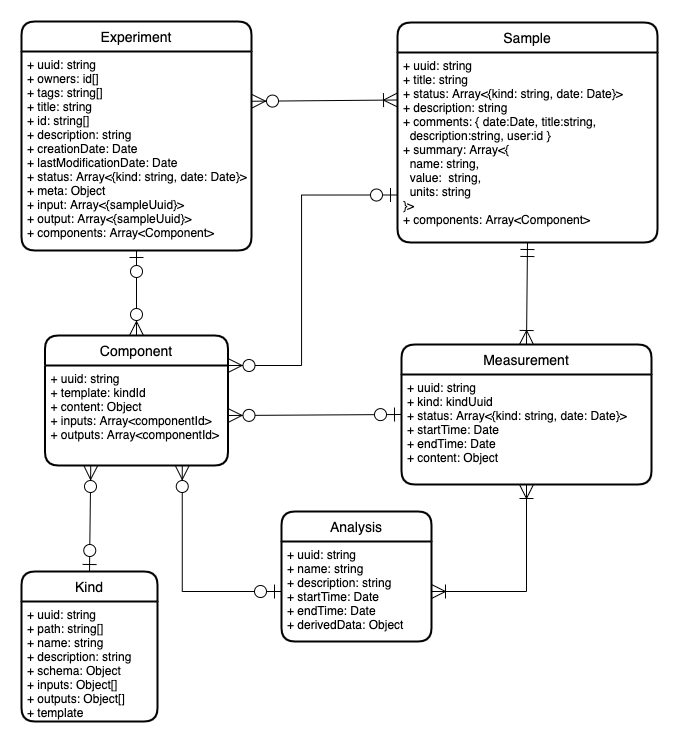 Experiment
+ uuid: string
+ owners: id[]
+ tags: string[]
+ title: string
+ id: string[]
+ description: string
+ creationDate: Date
+ lastModificationDate: Date
+ status: Array<{kind: string, date: Date}>
+ meta: Object
+ input: Array<{sampleUuid}>
+ output: Array<{sampleUuid}>
+ components: Array<Component>
Sample
+ uuid: string
+ title: string
+ status: Array<{kind: string, date: Date}>
+ description: string
+ comments: { date:Date, title:string,
description:string, user:id }
+ summary: Array<{
name: string,
value: string,
units: string
}>
+ components: Array<Component>
Component
+ uuid: string
+ template: kindId
+ content: Object
+ inputs: Array<componentId>
+ outputs: Array<componentId>
Measurement
+ uuid: string
+ kind: kindUuid
+ status: Array<{kind: string, date: Date}>
+ startTime: Date
+ endTime: Date
+ content: Object
Analysis
+ uuid: string
+ name: string
+ description: string
+ startTime: Date
+ endTime: Date
+ derivedData: Object
Kind
+ uuid: string
+ path: string[]
+ name: string
+ description: string
+ schema: Object
+ inputs: Object[]
+ outputs: Object[]
+ template